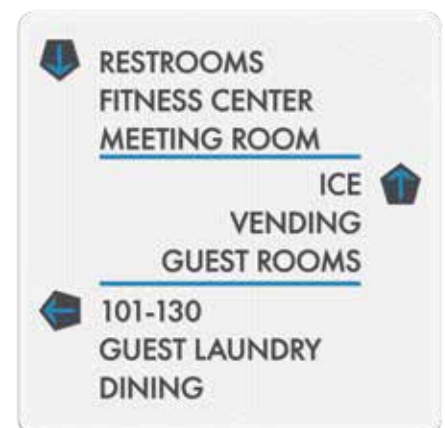 RESTROOMS
FITNESS CENTER
MEETING ROOM
ICE
VENDING
GUEST ROOMS
101-130
GUEST LAUNDRY
DINING